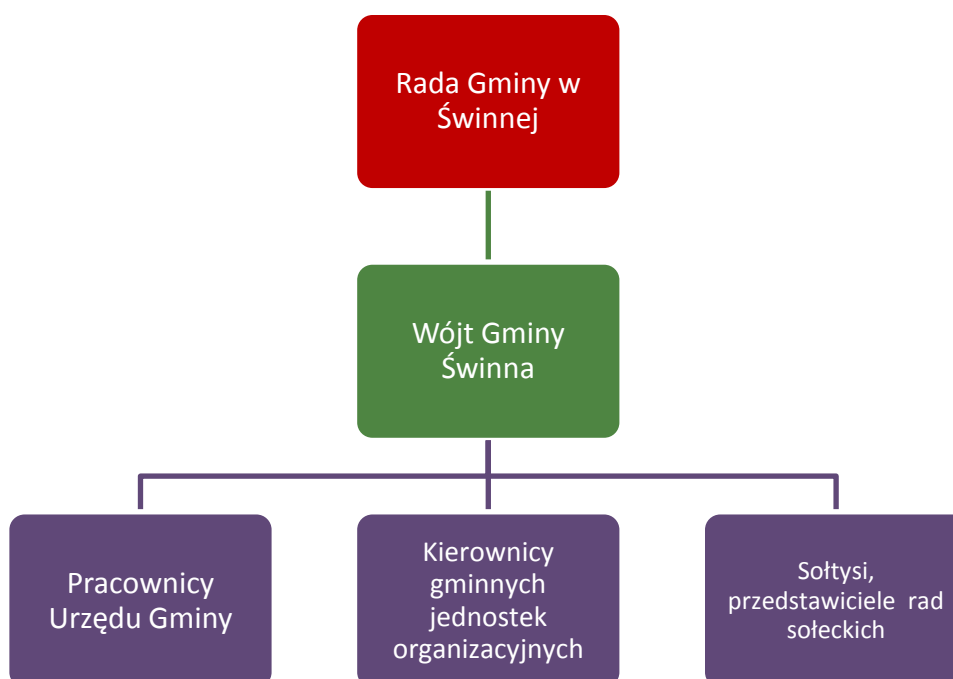 Rada Gminy w
Świnnej
Wójt Gminy
Świnna
Pracownicy
Urzędu Gminy
Kierownicy
gminnych
jednostek
organizacyjnych
Sołtysi,
przedstawiciele rad
sołeckich